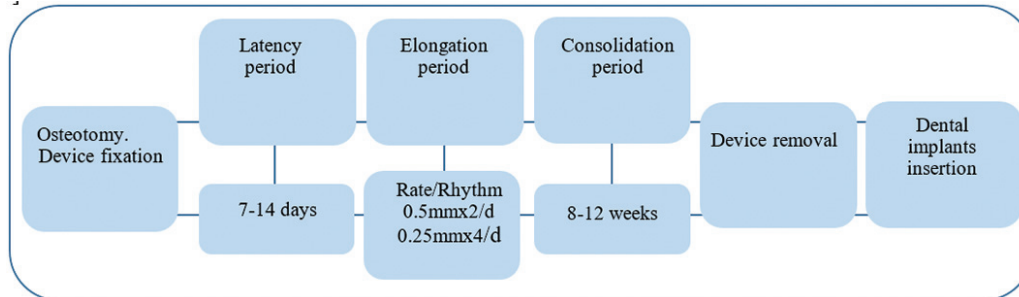 Osteotomy.
Device fixation
Latency
period
7-14 days
Elongation
period
Rate/Rhythm
0.5mmx2/d
0.25mmx4/d
Consolidation
period
8-12 weeks
Device removal
Dental
implants
insertion